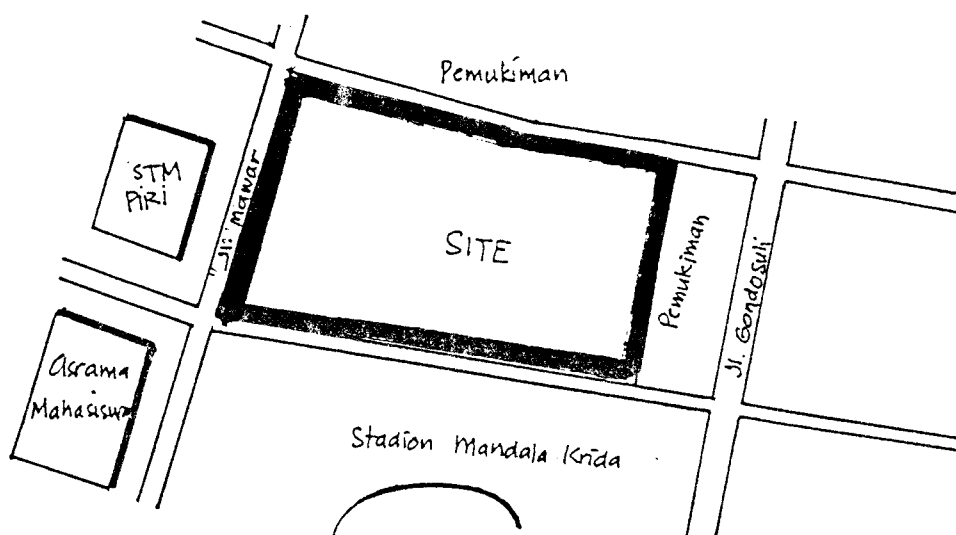 Pemukiman
STM
PIRI
Jl. Mawar
SITE
Pemukiman
Jl. Gondosuli
Asrama
Mahasiswa
Stadion Mandala Krida